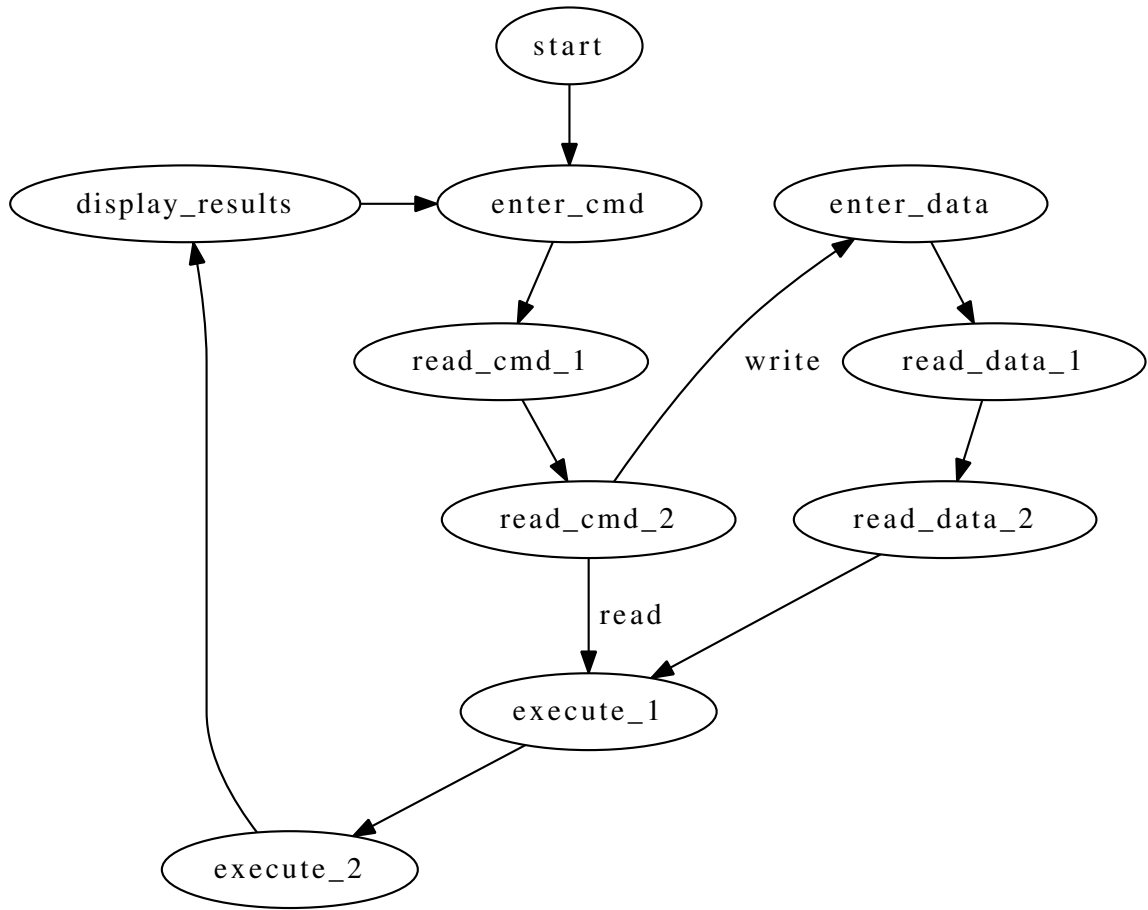 start
display_results
enter_cmd
enter_data
read_cmd_1
write
read_data_1
read_cmd_2
read_data_2
read
execute_1
execute_2